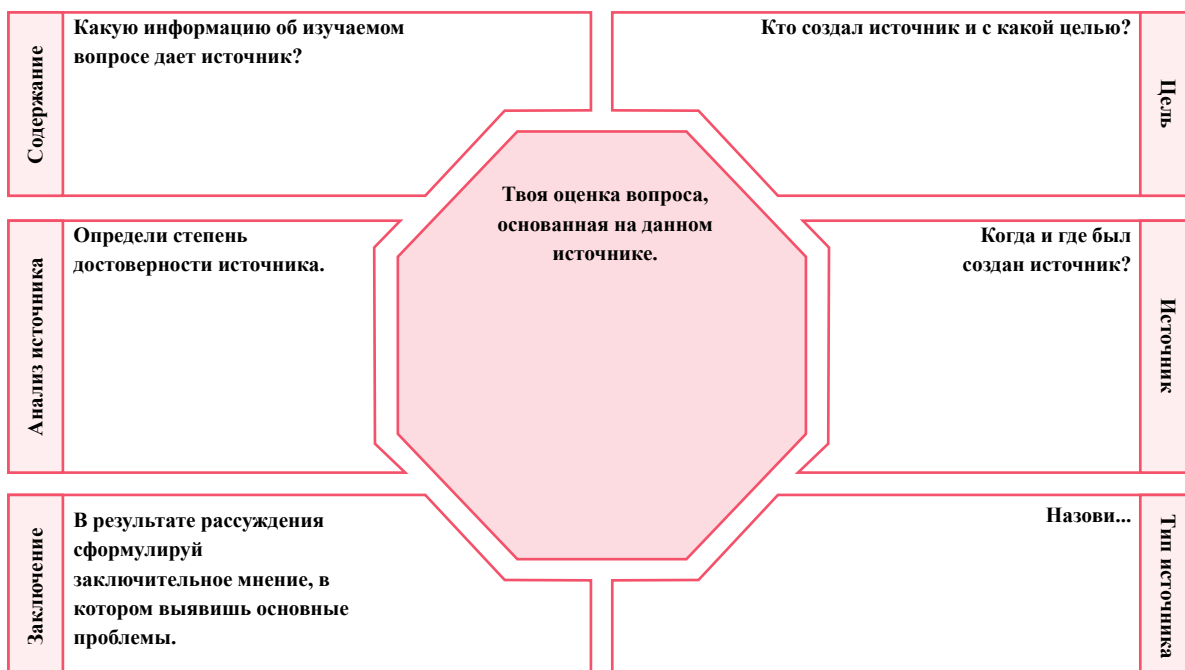 Содержание
Какую информацию об изучаемом
вопросе дает источник?
Кто создал источник и с какой целью?
Цель
Твоя оценка вопроса,
основанная на данном
источнике.
Анализ источника
Определи степень
достоверности источника.
Когда и где был
создан источник?
Источник
Заключение
В результате рассуждения
сформулируй
заключительное мнение, в
котором выявишь основные
проблемы.
Назови...
Тип источника